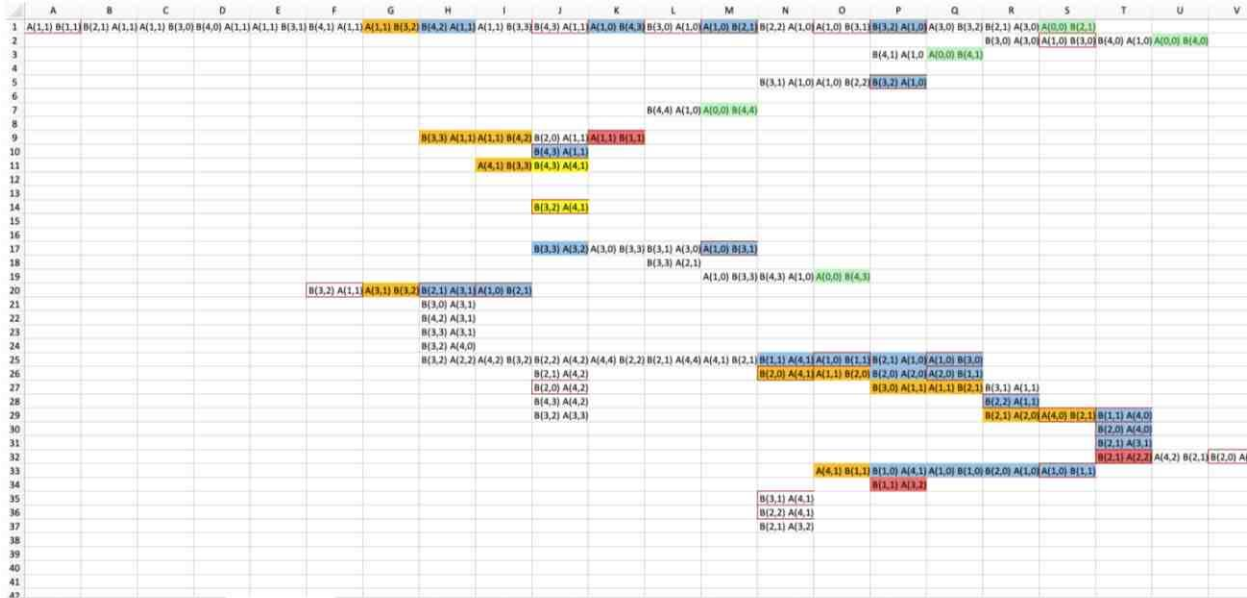 A B C D E F G H I J K L M N O P Q R S T U V
1 A(1,1) B(1,1) B(2,1) A(1,1) A(1,1) B(3,0) B(4,0) A(1,1) A(1,1) B(3,1) B(4,1) A(1,1) A(1,1) B(3,2) B(4,2) A(1,1) A(1,1) B(3,3) B(4,3) A(1,1) A(1,0) B(4,3) B(3,0) A(1,0) A(1,0) B(2,1) B(2,2) A(1,0) A(1,0) B(3,1) B(3,2) A(1,0) A(3,0) B(3,2) B(2,1) A(3,0) A(0,0) B(2,1)
2 B(3,0) A(3,0) A(1,0) B(3,0) B(4,0) A(1,0) A(0,0) B(4,0)
3 B(4,1) A(1,0 A(0,0) B(4,1)
4
5 B(3,1) A(1,0) A(1,0) B(2,2) B(3,2) A(1,0)
6
7 B(4,4) A(1,0) A(0,0) B(4,4)
8
9 B(3,3) A(1,1) A(1,1) B(4,2) B(2,0) A(1,1) A(1,1) B(1,1)
10 B(4,3) A(1,1)
11 A(4,1) B(3,3) B(4,3) A(4,1)
12
13
14 B(3,2) A(4,1)
15
16
17 B(3,3) A(3,2) A(3,0) B(3,3) B(3,1) A(3,0) A(1,0) B(3,1)
18 B(3,3) A(2,1)
19 A(1,0) B(3,3) B(4,3) A(1,0) A(0,0) B(4,3)
20 B(3,2) A(1,1) A(3,1) B(3,2) B(2,1) A(3,1) A(1,0) B(2,1)
21 B(3,0) A(3,1)
22 B(4,2) A(3,1)
23 B(3,3) A(3,1)
24 B(3,2) A(4,0)
25 B(3,2) A(2,2) A(4,2) B(3,2) B(2,2) A(4,2) A(4,4) B(2,2) B(2,1) A(4,4) A(4,1) B(2,1) B(1,1) A(4,1) A(1,0) B(1,1) B(2,1) A(1,0) A(1,0) B(3,0)
26 B(2,1) A(4,2) B(2,0) A(4,1) A(1,1) B(2,0) B(2,0) A(2,0) A(2,0) B(1,1)
27 B(2,0) A(4,2) B(3,0) A(1,1) A(1,1) B(2,1) B(3,1) A(1,1)
28 B(4,3) A(4,2) B(2,2) A(1,1)
29 B(3,2) A(3,3) B(2,1) A(2,0) A(4,0) B(2,1) B(1,1) A(4,0)
30 B(2,0) A(4,0)
31 B(2,1) A(3,1)
32 B(2,1) A(2,2) A(4,2) B(2,1) B(2,0) A(
33 A(4,1) B(1,1) B(1,0) A(4,1) A(1,0) B(1,0) B(2,0) A(1,0) A(1,0) B(1,1)
34 B(1,1) A(3,2)
35 B(3,1) A(4,1)
36 B(2,2) A(4,1)
37 B(2,1) A(3,2)
38
39
40
41
42